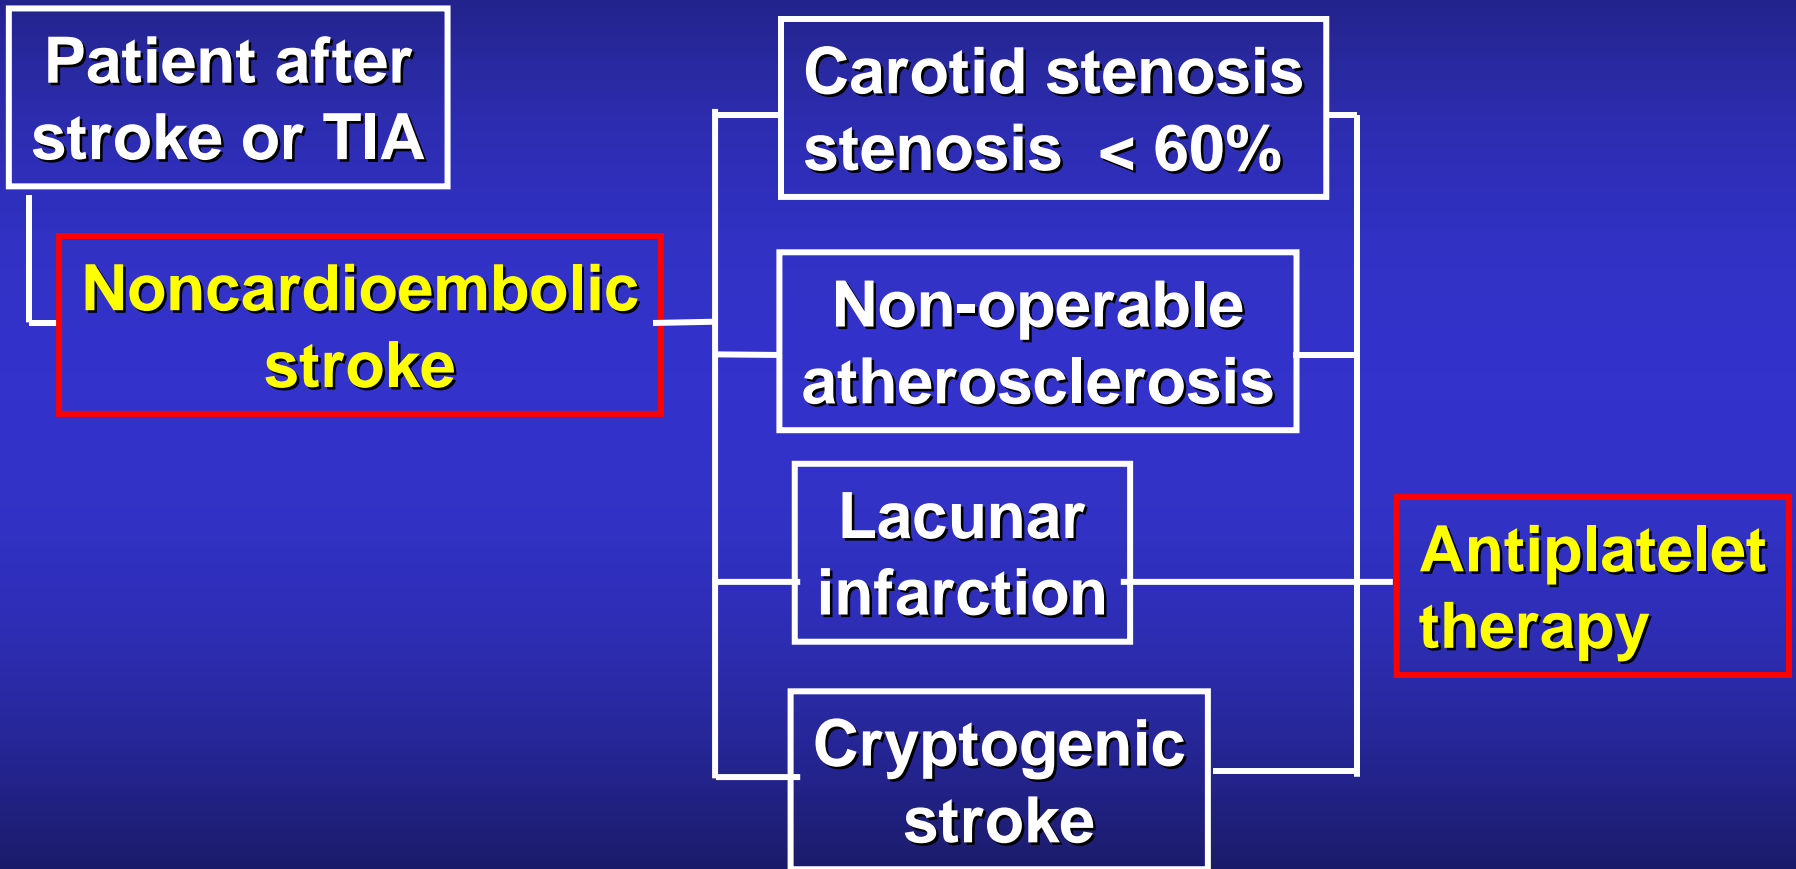 Patient after
stroke or TIA
Noncardioembolic
stroke
Carotid stenosis
stenosis < 60%
Non-operable
atherosclerosis
Lacunar
infarction
Cryptogenic
stroke
Antiplatelet
therapy